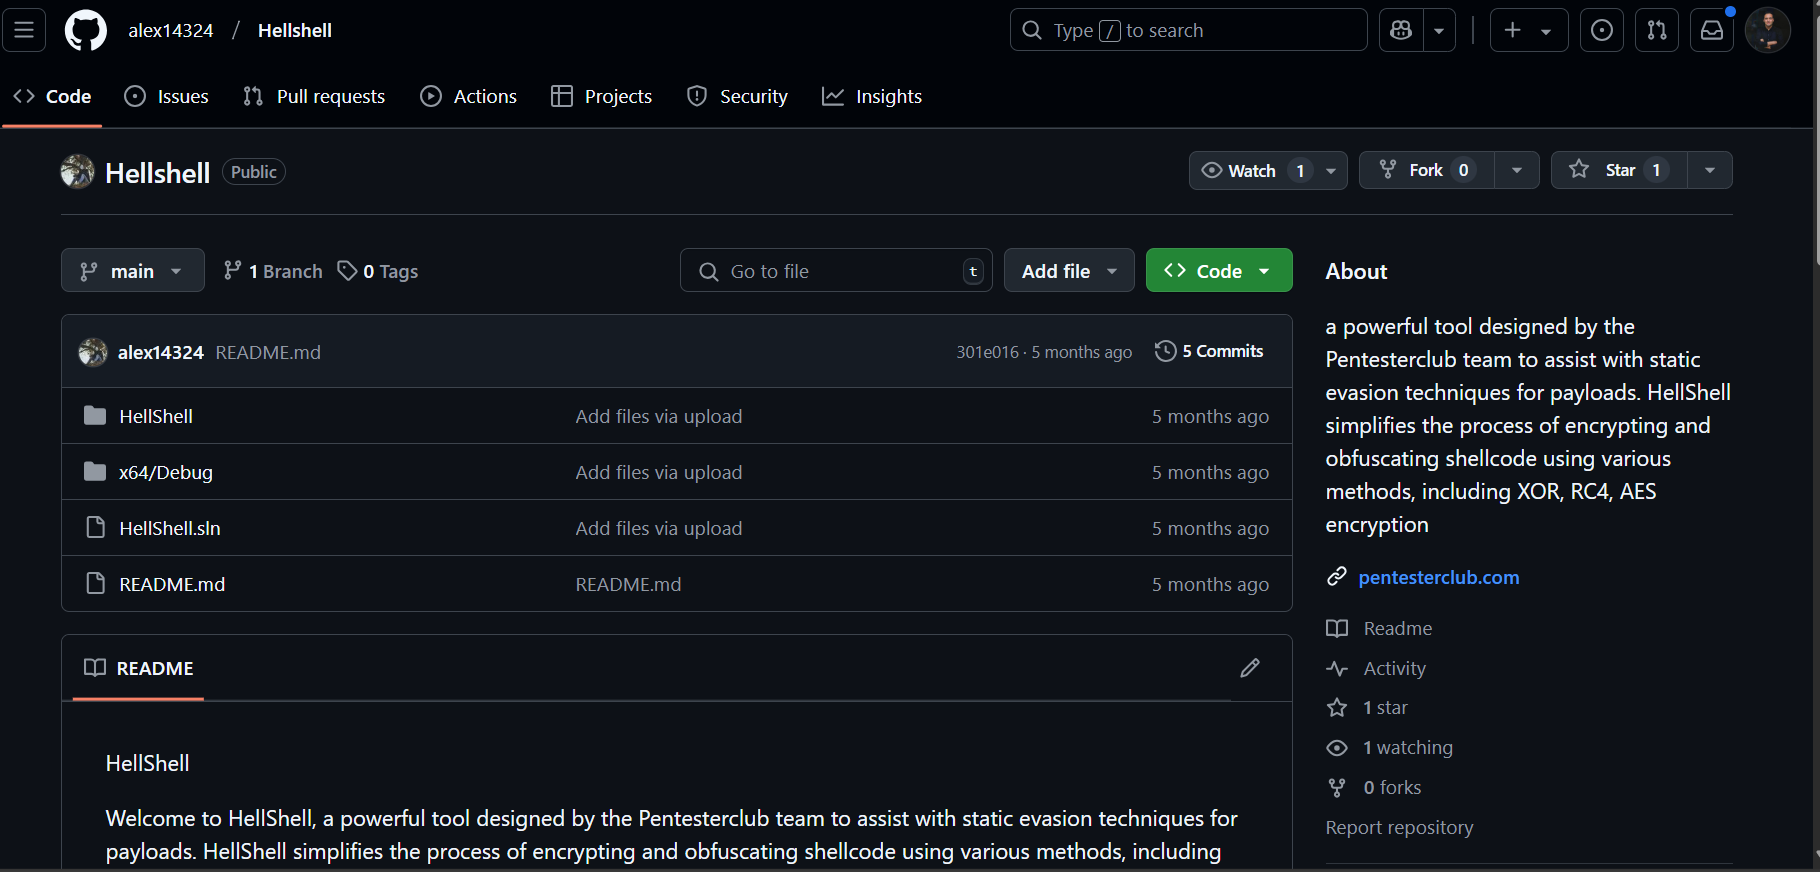 alex14324 / Hellshell
Type / to search
Code Issues Pull requests Actions Projects Security Insights
Hellshell Public
Watch 1 Fork 0 Star 1
main 1 Branch 0 Tags
Go to file t
Add file
Code
alex14324 README.md 301e016 · 5 months ago 5 Commits
HellShell Add files via upload 5 months ago
x64/Debug Add files via upload 5 months ago
HellShell.sln Add files via upload 5 months ago
README.md README.md 5 months ago
README
HellShell
Welcome to HellShell, a powerful tool designed by the Pentesterclub team to assist with static evasion techniques for
payloads. HellShell simplifies the process of encrypting and obfuscating shellcode using various methods, including
About
a powerful tool designed by the
Pentesterclub team to assist with static
evasion techniques for payloads. HellShell
simplifies the process of encrypting and
obfuscating shellcode using various
methods, including XOR, RC4, AES
encryption
pentesterclub.com
Readme
Activity
1 star
1 watching
0 forks
Report repository